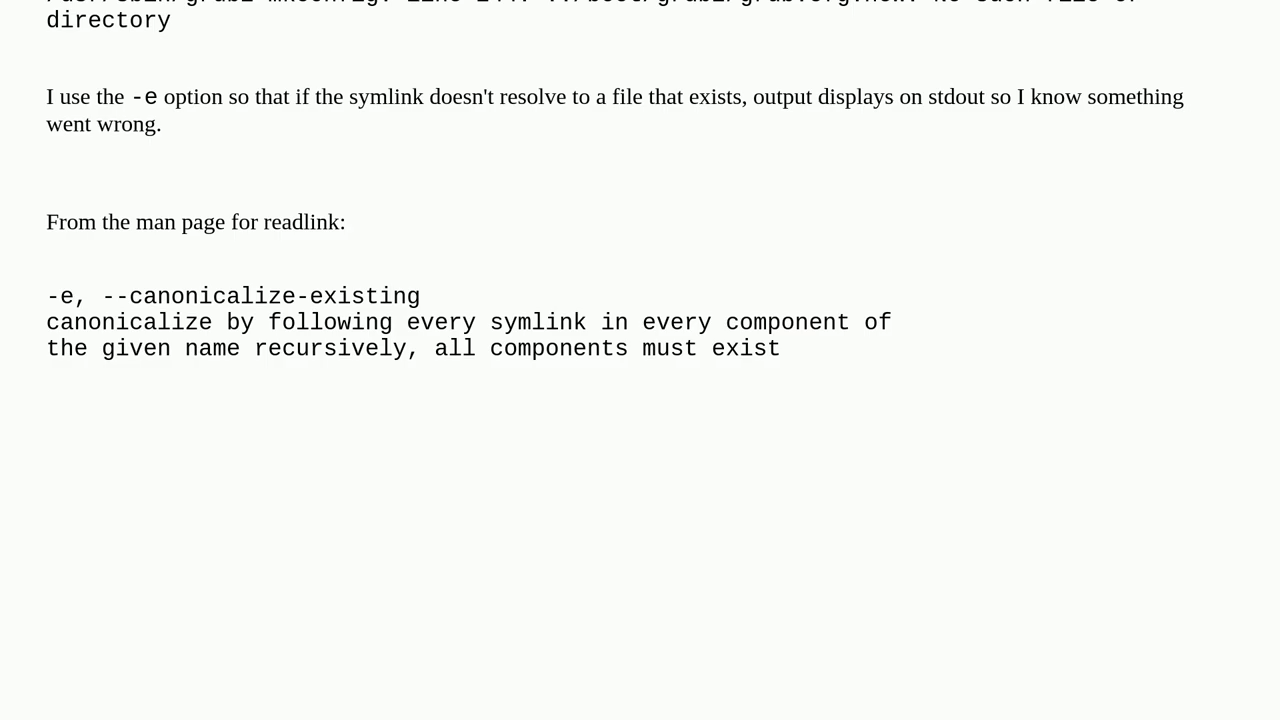 directory
I use the -e option so that if the symlink doesn't resolve to a file that exists, output displays on stdout so I know something
went wrong.
From the man page for readlink:
-e, --canonicalize-existing
canonicalize by following every symlink in every component of
the given name recursively, all components must exist